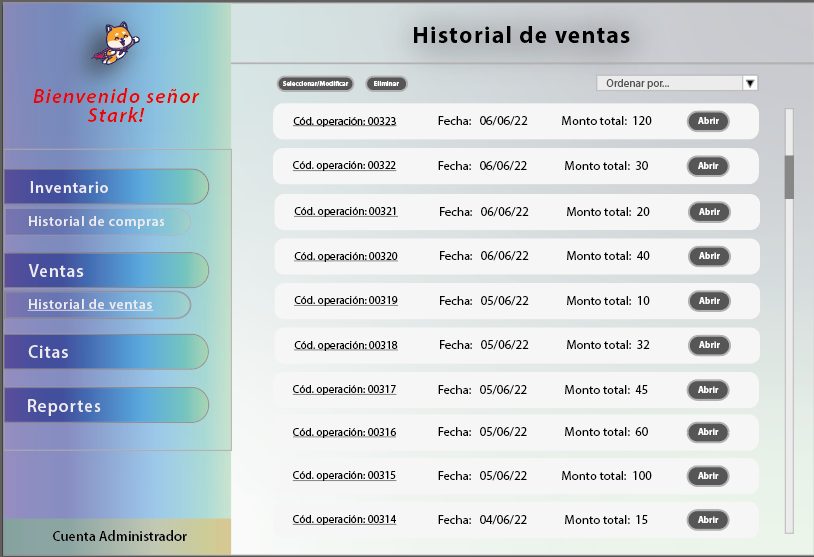 Bienvenido señor
Stark!
Inventario
Historial de compras
Ventas
Historial de ventas
Citas
Reportes
Cuenta Administrador
Historial de ventas
Seleccionar/Modificar Eliminar Ordenar por...
Cód. operación: 00323 Fecha: 06/06/22 Monto total: 120 Abrir
Cód. operación: 00322 Fecha: 06/06/22 Monto total: 30 Abrir
Cód. operación: 00321 Fecha: 06/06/22 Monto total: 20 Abrir
Cód. operación: 00320 Fecha: 06/06/22 Monto total: 40 Abrir
Cód. operación: 00319 Fecha: 05/06/22 Monto total: 10 Abrir
Cód. operación: 00318 Fecha: 05/06/22 Monto total: 32 Abrir
Cód. operación: 00317 Fecha: 05/06/22 Monto total: 45 Abrir
Cód. operación: 00316 Fecha: 05/06/22 Monto total: 60 Abrir
Cód. operación: 00315 Fecha: 05/06/22 Monto total: 100 Abrir
Cód. operación: 00314 Fecha: 04/06/22 Monto total: 15 Abrir